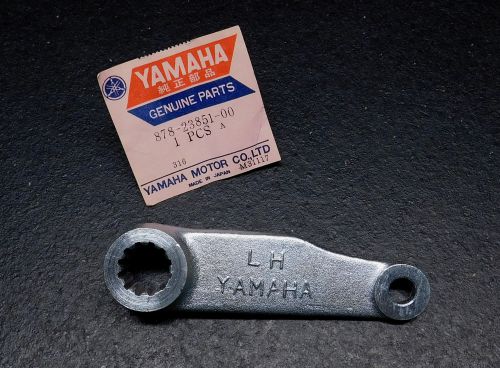 YAMAHA
純正部品
GENUINE PARTS
878-23851-00
1 PCS A
316
YAMAHA MOTOR CO., LTD
MADE IN JAPAN M31117
LH
YAMAHA